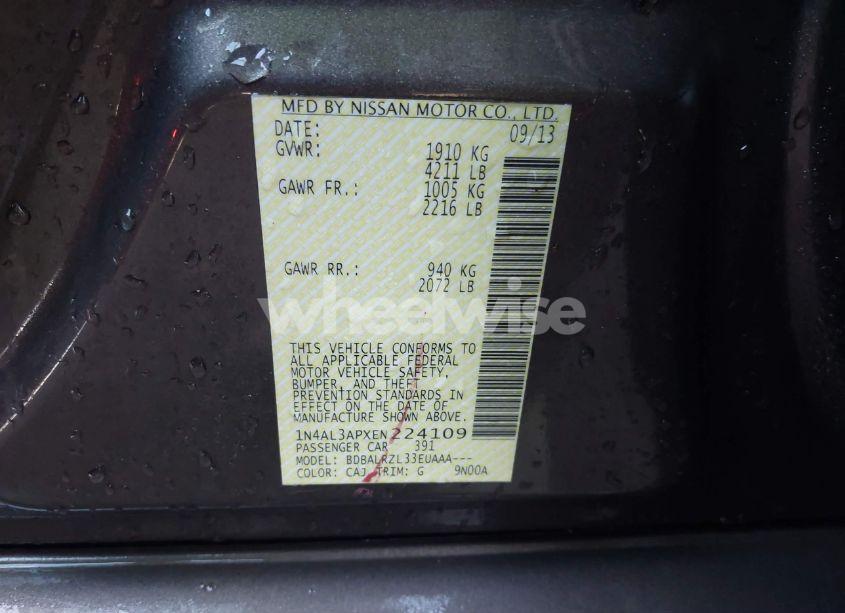 MFD BY NISSAN MOTOR CO., LTD.
DATE: 09/13
GVWR: 1910 KG
4211 LB
GAWR FR.: 1005 KG
2216 LB
GAWR RR.: 940 KG
2072 LB
wheelwise
THIS VEHICLE CONFORMS TO
ALL APPLICABLE FEDERAL
MOTOR VEHICLE SAFETY,
BUMPER, AND THEFT
PREVENTION STANDARDS IN
EFFECT ON THE DATE OF
MANUFACTURE SHOWN ABOVE.
1N4AL3APXEN224109
PASSENGER CAR 391
MODEL: BDBALRZL33EUAAA---
COLOR: CAJ TRIM: G 9N00A